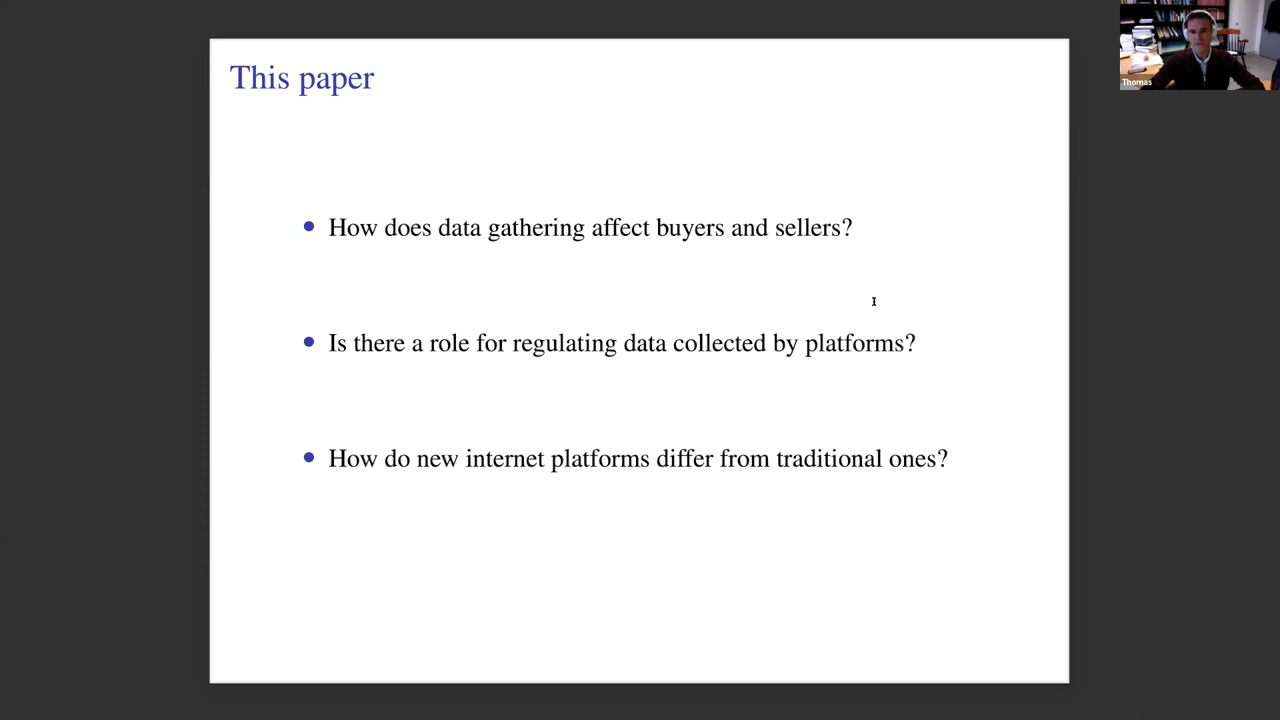 This paper
Thomas
• How does data gathering affect buyers and sellers?
• Is there a role for regulating data collected by platforms?
• How do new internet platforms differ from traditional ones?